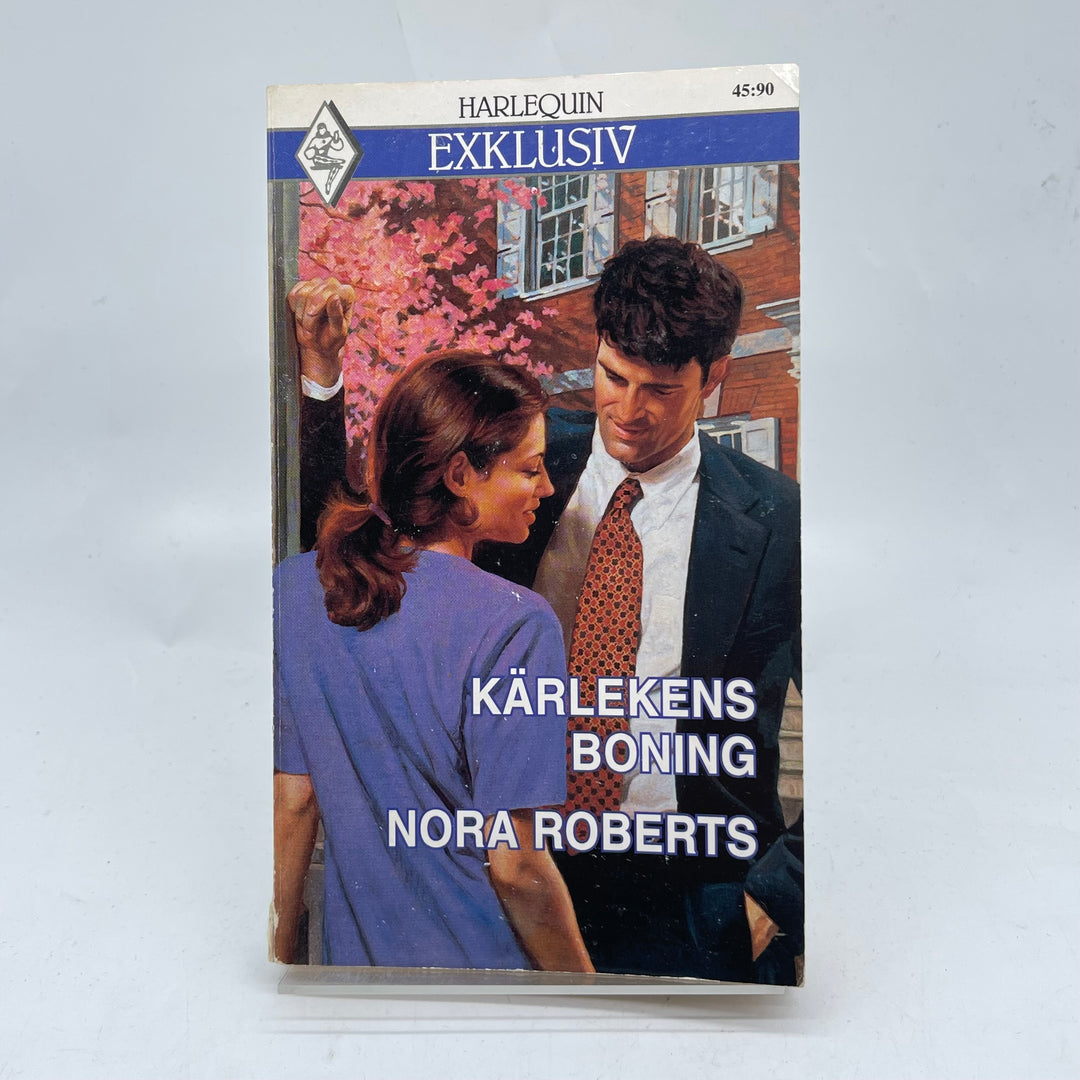 HARLEQUIN
45:90
EXKLUSIV
KÄRLEKENS
BONING
NORA ROBERTS